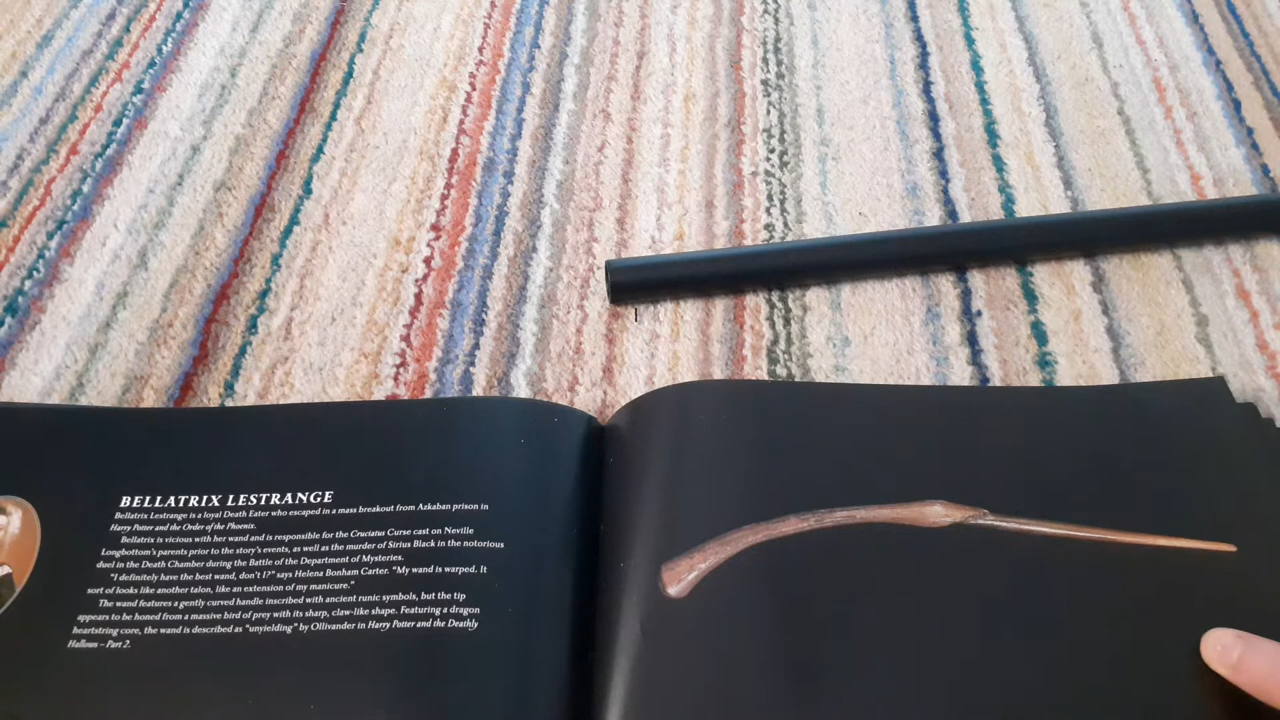 BELLATRIX LESTRANGE
Bellatrix Lestrange is a loyal Death Eater who escaped in a mass breakout from Azkaban prison in
Harry Potter and the Order of the Phoenix.
Bellatrix is vicious with her wand and is responsible for the Cruciatus Curse cast on Neville
Longbottom's parents prior to the story's events, as well as the murder of Sirius Black in the notorious
duel in the Death Chamber during the Battle of the Department of Mysteries.
"I definitely have the best wand, don't I?" says Helena Bonham Carter. "My wand is warped. It
sort of looks like another talon, like an extension of my manicure."
The wand features a gently curved handle inscribed with ancient runic symbols, but the tip
appears to be honed from a massive bird of prey with its sharp, claw-like shape. Featuring a dragon
heartstring core, the wand is described as "unyielding" by Ollivander in Harry Potter and the Deathly
Hallows – Part 2.